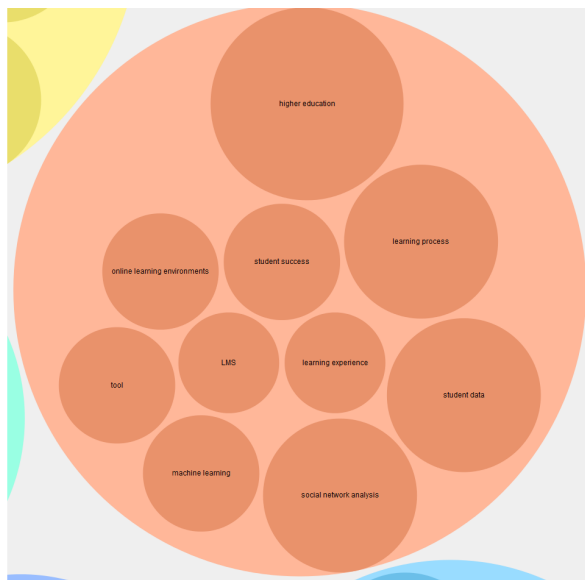 higher education
learning process
student success
online learning environments
LMS
learning experience
tool
student data
machine learning
social network analysis